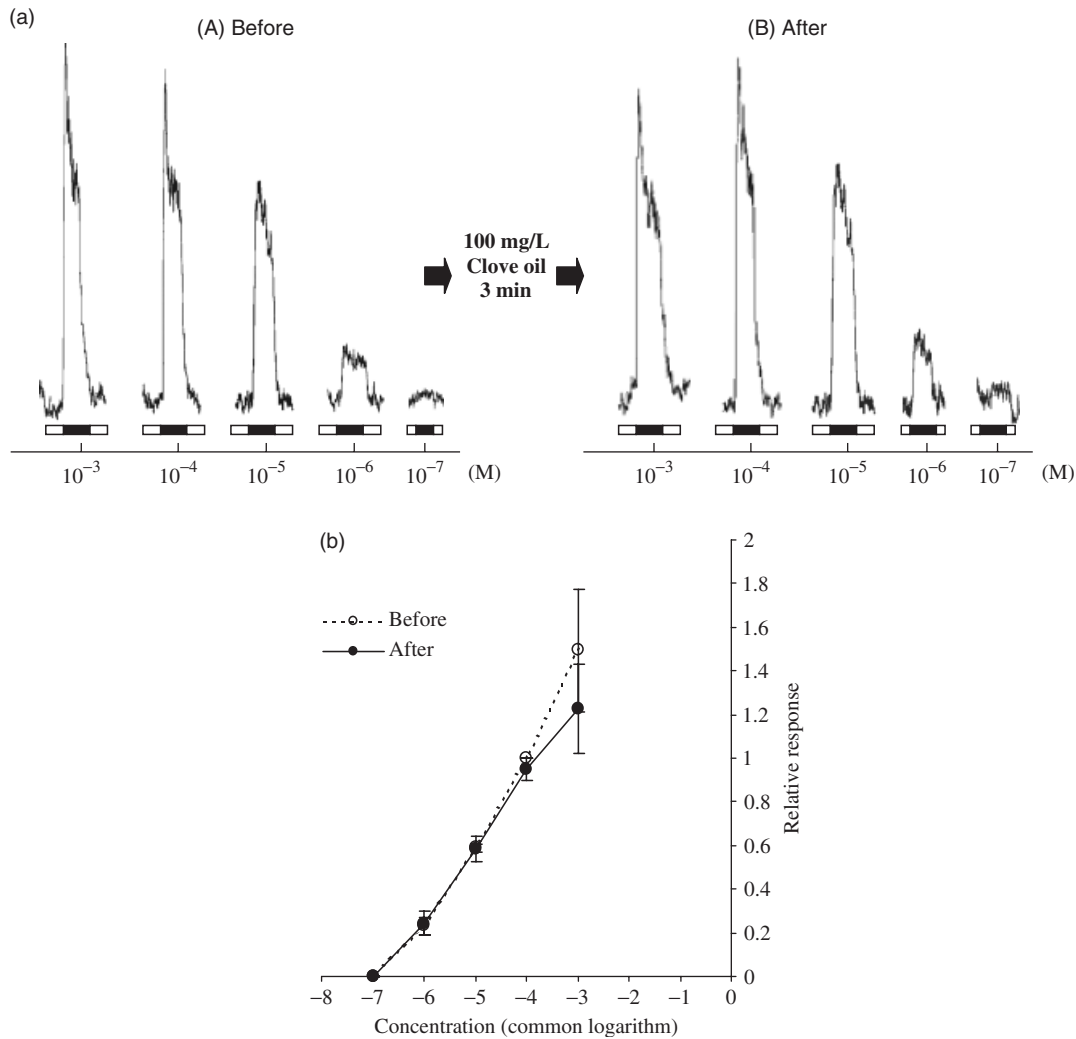 (a)
(A) Before
(B) After
100 mg/L
Clove oil
3 min
10⁻³ 10⁻⁴ 10⁻⁵ 10⁻⁶ 10⁻⁷ (M)
10⁻³ 10⁻⁴ 10⁻⁵ 10⁻⁶ 10⁻⁷ (M)
(b)
Before
After
2
1.8
1.6
1.4
1.2
1
0.8
0.6
0.4
0.2
0
Relative response
−8 −7 −6 −5 −4 −3 −2 −1 0
Concentration (common logarithm)